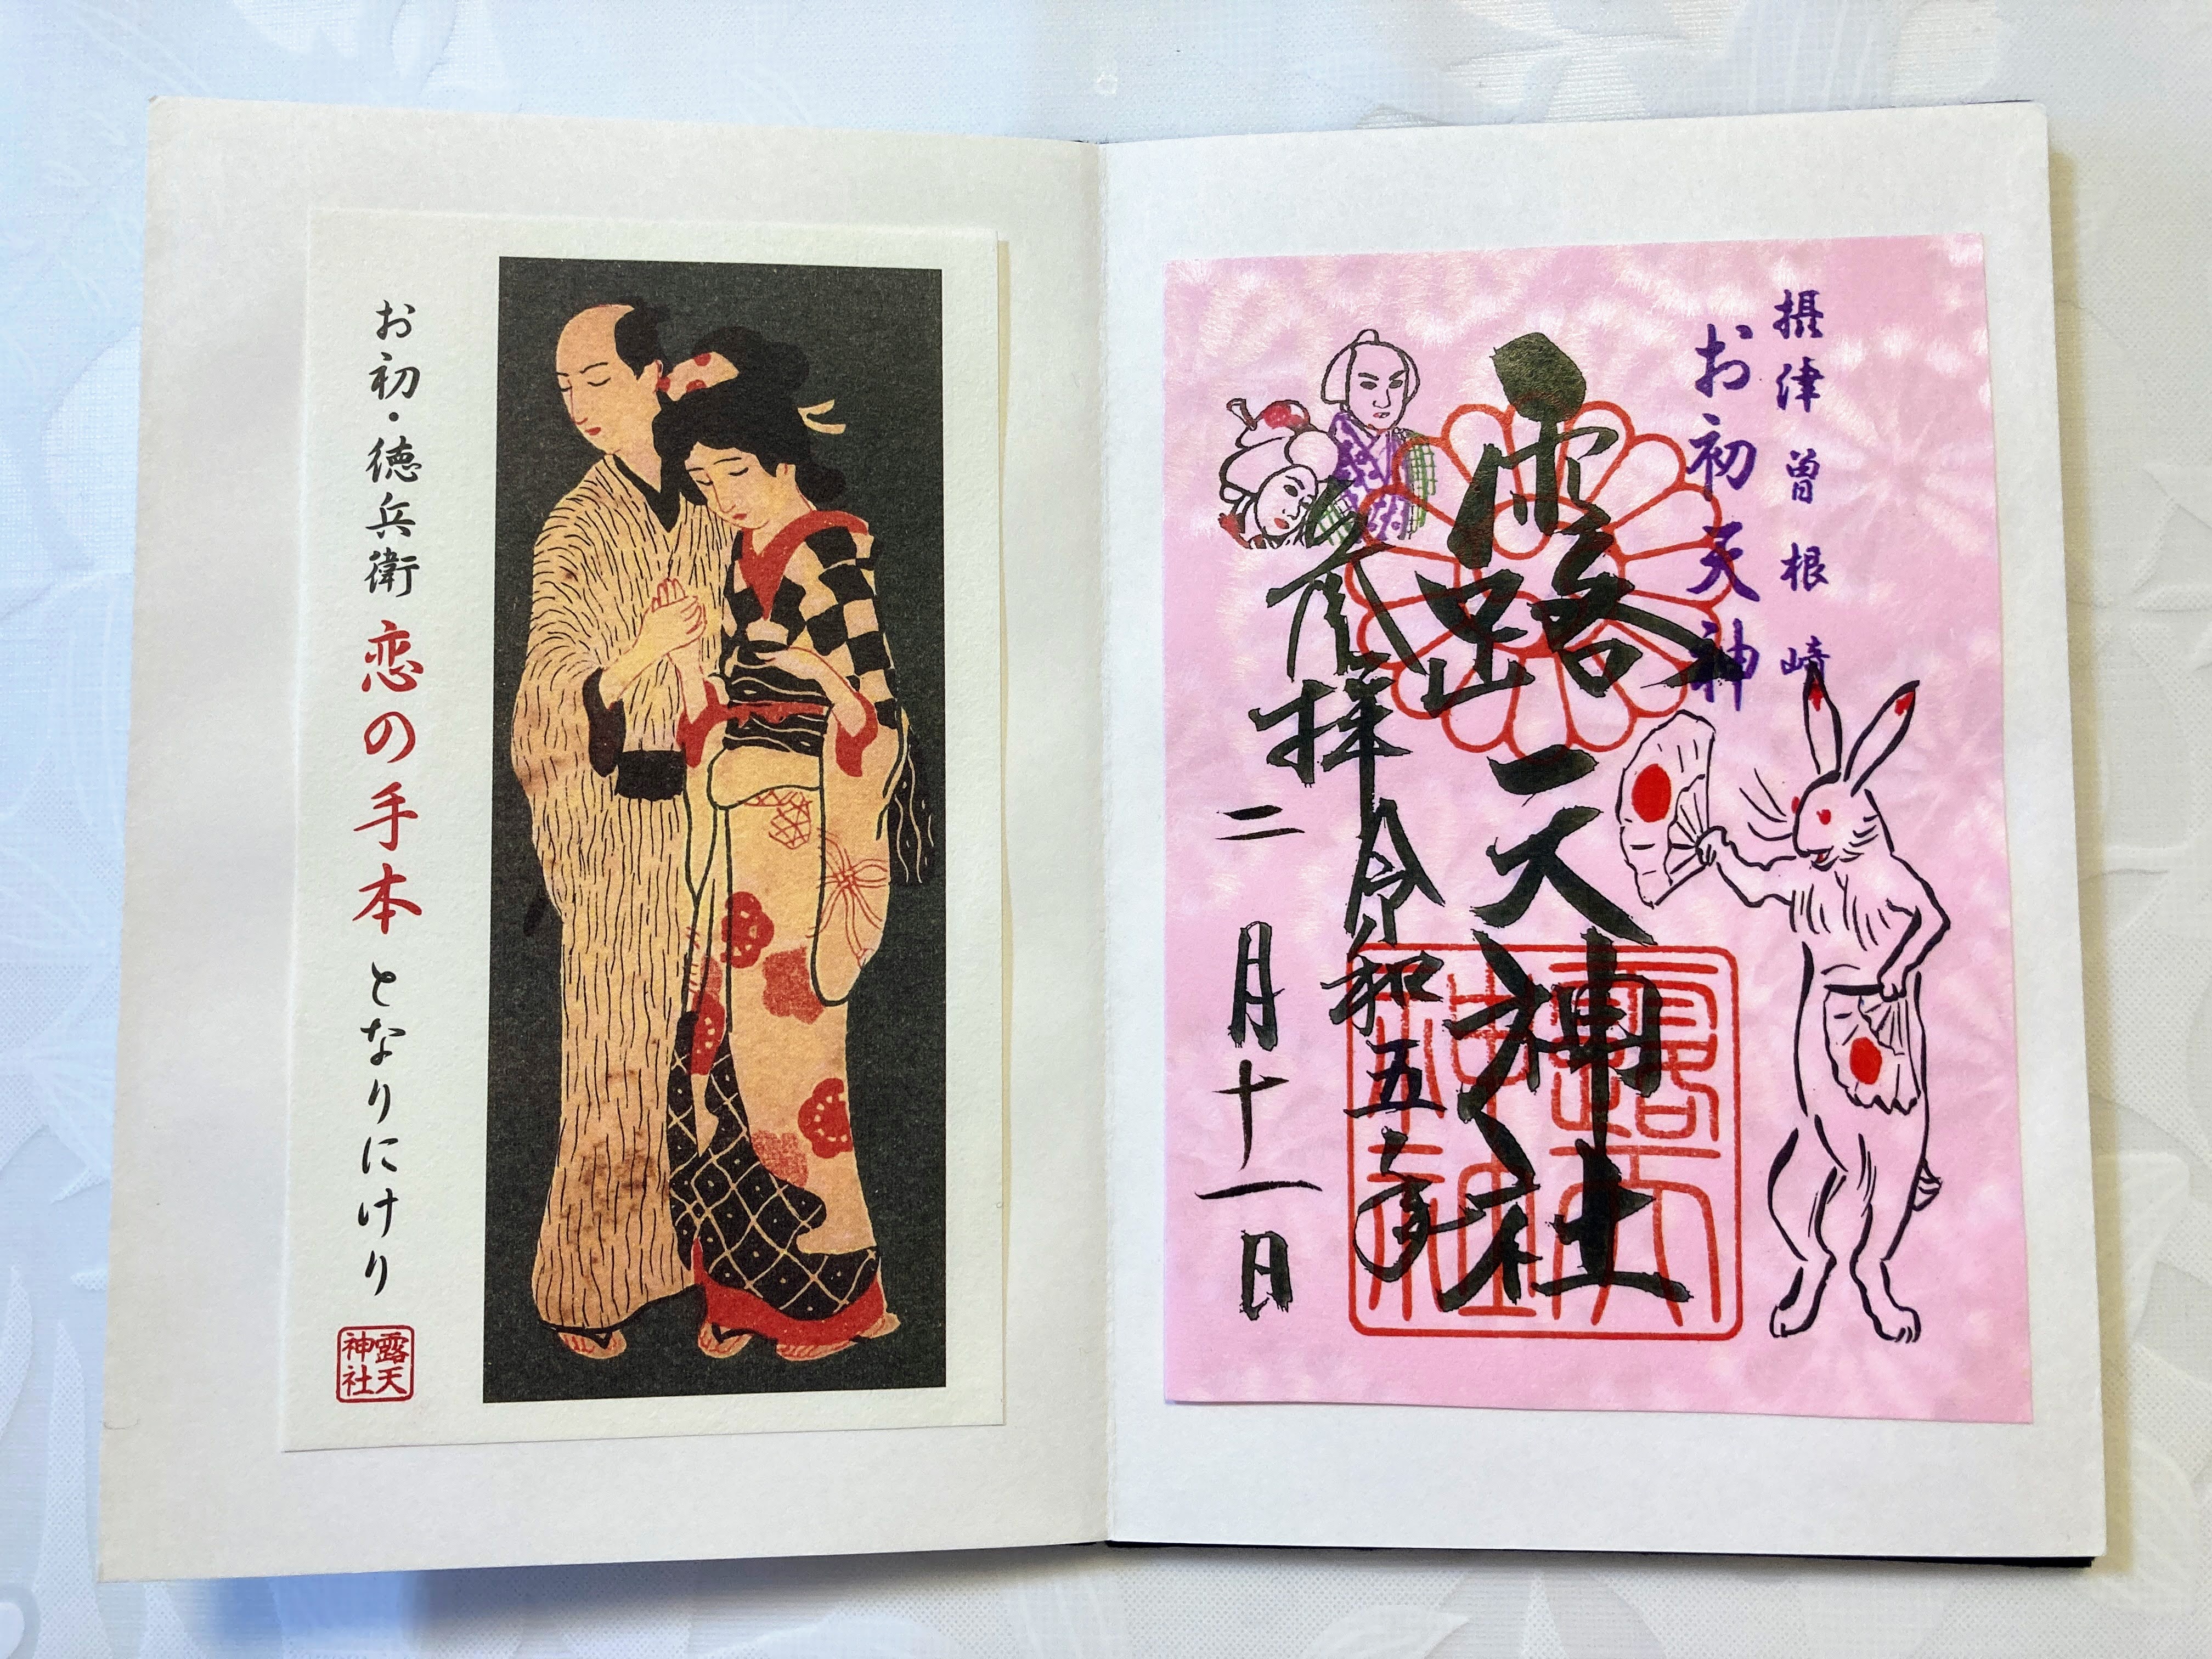 お初・徳兵衛 恋の手本となりにけり
露天
神社
摂津曽根崎
お初天神
露天神社
奉拝
令和五年
二月十一日
露天
神社